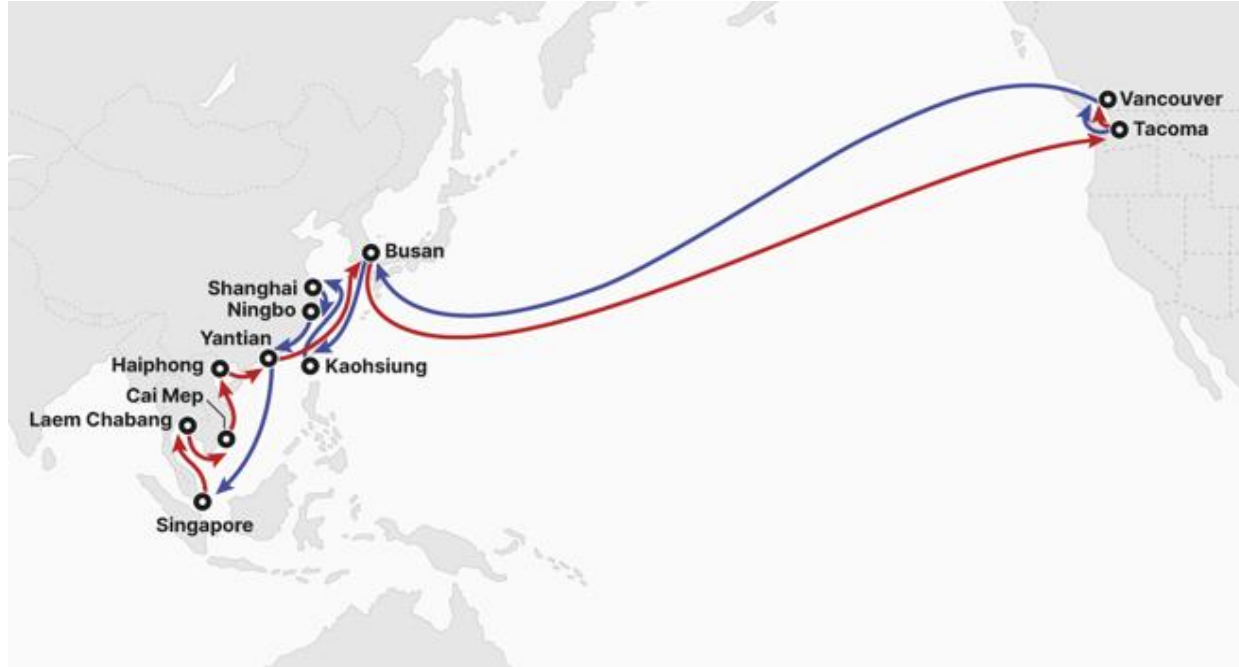 Vancouver
Tacoma
Busan
Shanghai
Ningbo
Yantian
Haiphong
Kaohsiung
Cai Mep
Laem Chabang
Singapore